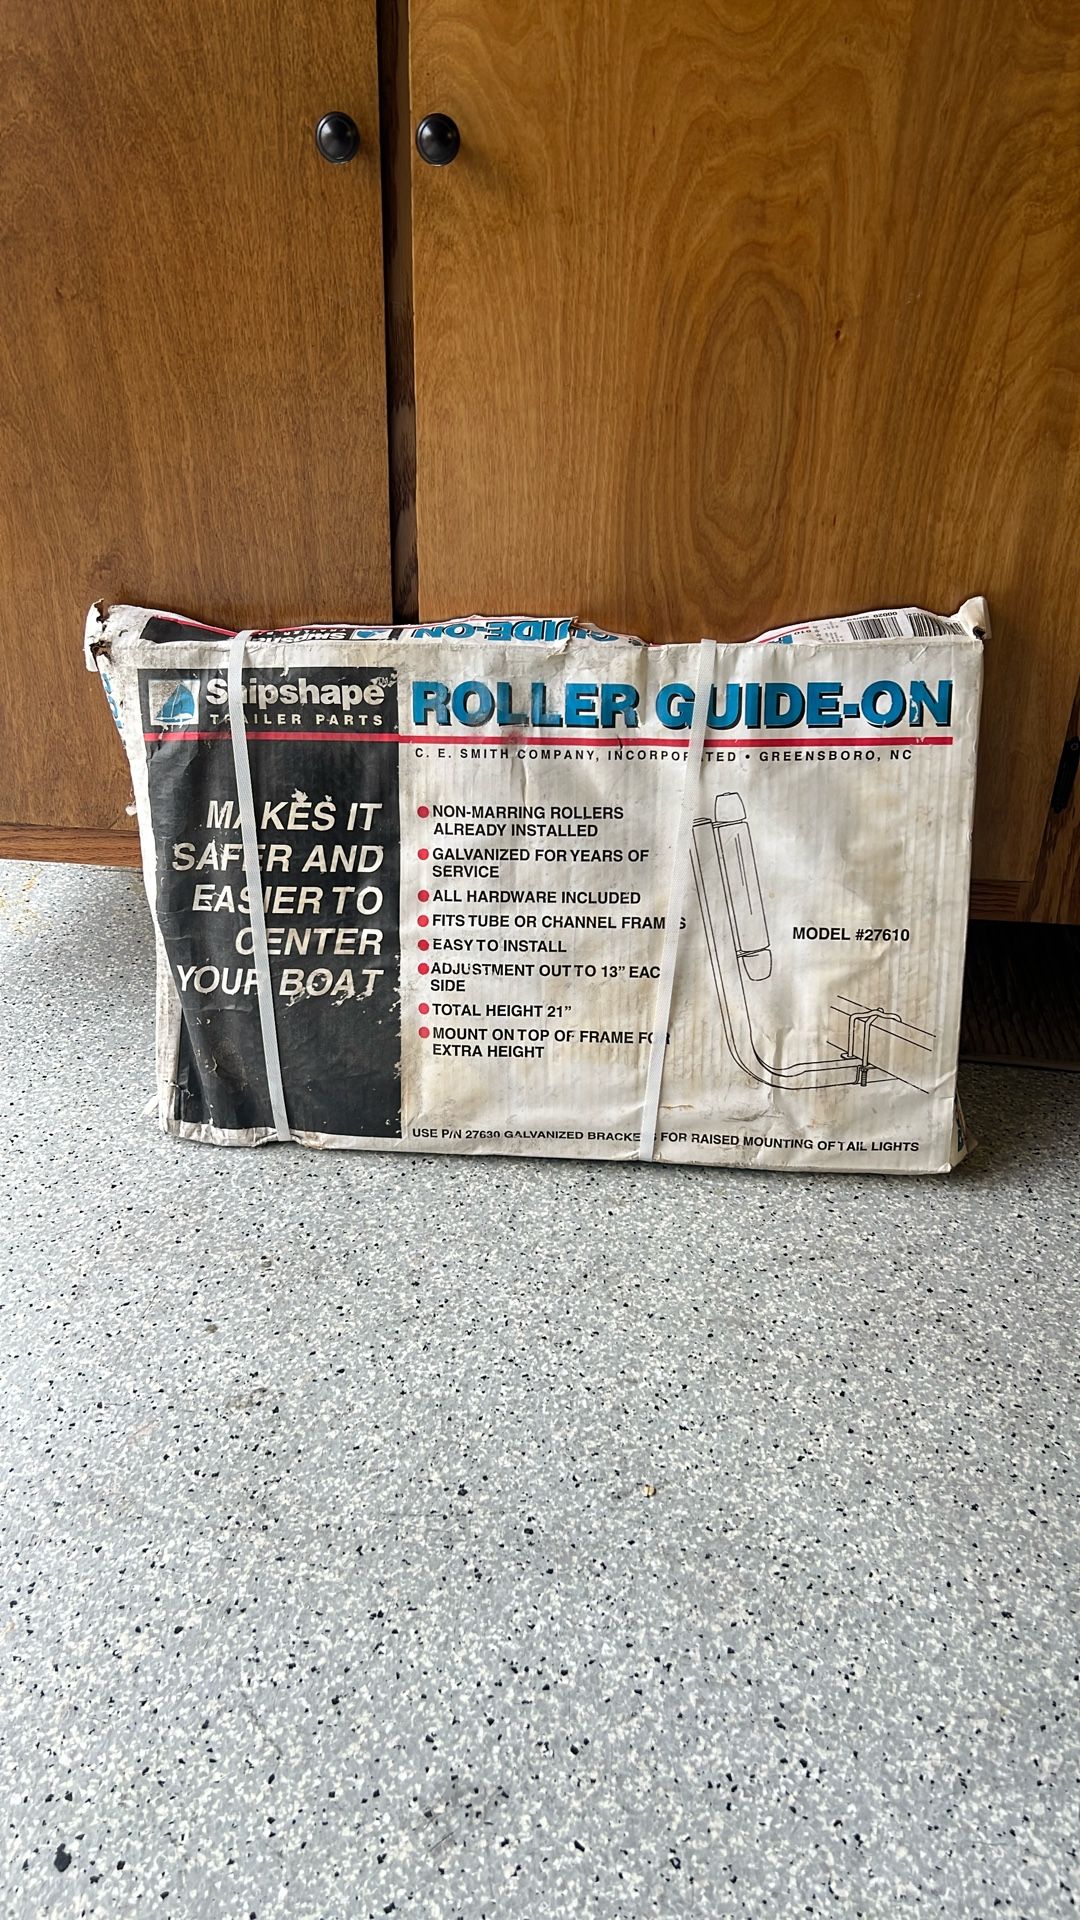 Shipshape
GUIDE-ON
Shipshape
TRAILER PARTS
ROLLER GUIDE-ON
C. E. SMITH COMPANY, INCORPORATED • GREENSBORO, NC
MAKES IT
SAFER AND
EASIER TO
CENTER
YOUR BOAT
NON-MARRING ROLLERS
ALREADY INSTALLED
GALVANIZED FOR YEARS OF
SERVICE
ALL HARDWARE INCLUDED
FITS TUBE OR CHANNEL FRAMES
EASY TO INSTALL
ADJUSTMENT OUT TO 13" EAC
SIDE
TOTAL HEIGHT 21"
MOUNT ON TOP OF FRAME FOR
EXTRA HEIGHT
MODEL #27610
USE P/N 27630 GALVANIZED BRACKETS FOR RAISED MOUNTING OF TAIL LIGHTS